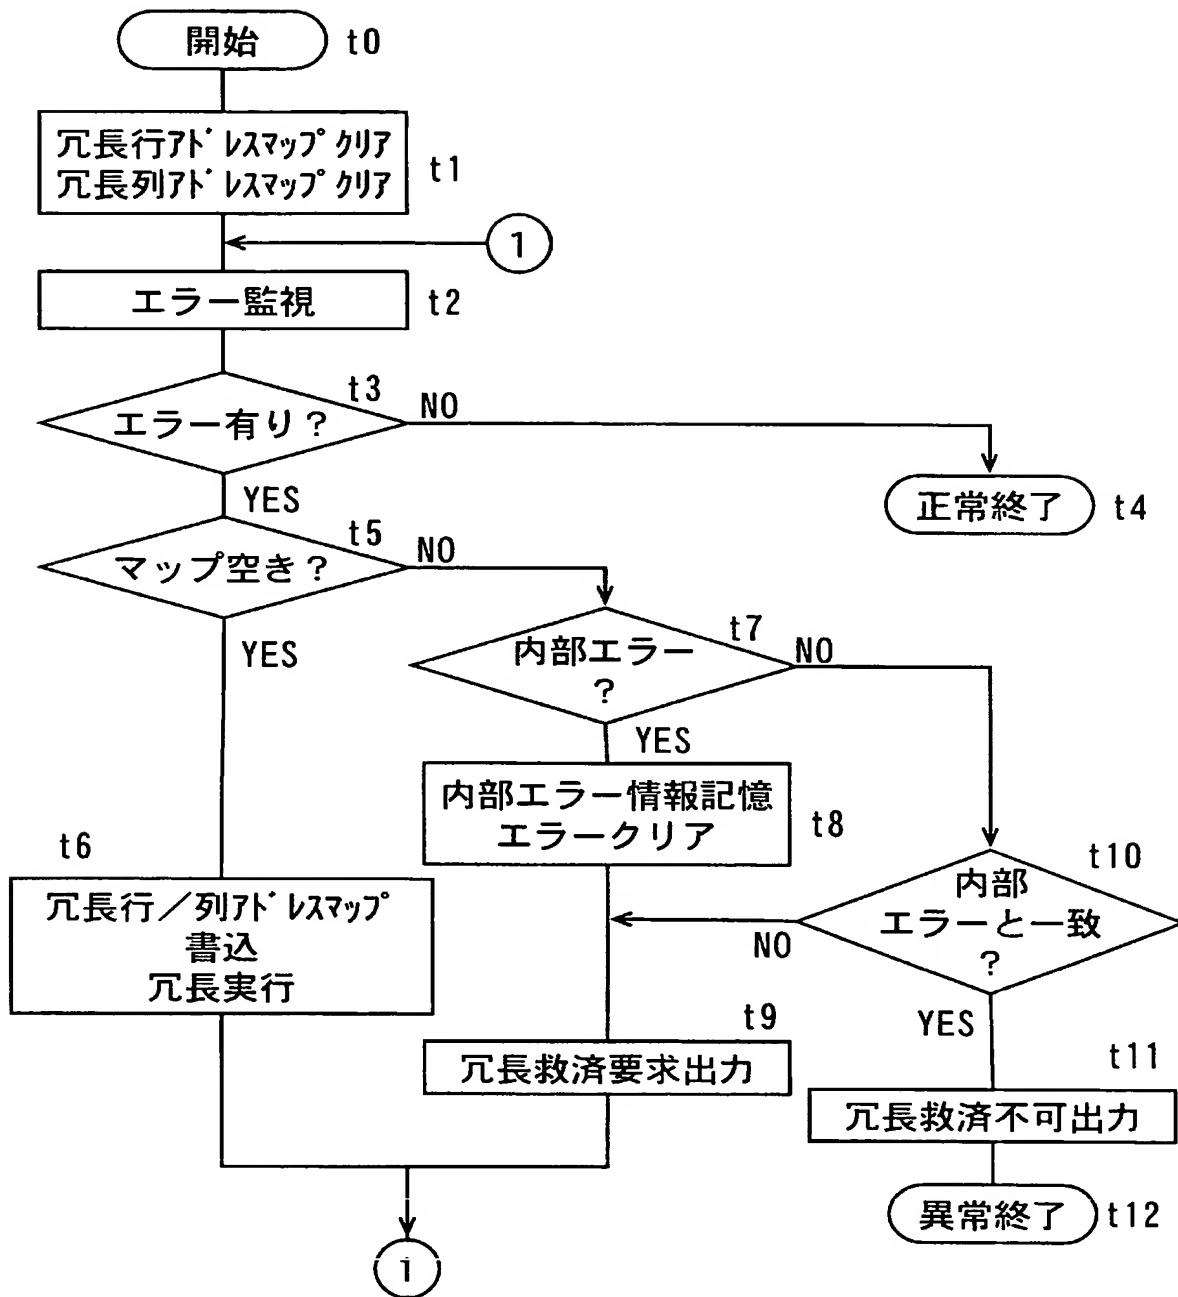 開始 t0
冗長行ｱﾄﾞﾚｽﾏｯﾌﾟｸﾘｱ
冗長列ｱﾄﾞﾚｽﾏｯﾌﾟｸﾘｱ
t1
1
エラー監視 t2
t3
エラー有り？
NO
YES
正常終了 t4
t5
マップ空き？
NO
YES
t7
内部エラー
？
NO
YES
内部エラー情報記憶
エラークリア
t8
t6
冗長行／列ｱﾄﾞﾚｽﾏｯﾌﾟ
書込
冗長実行
t10
内部
エラーと一致
？
NO
YES
t9
冗長救済要求出力
t11
冗長救済不可出力
異常終了 t12
1